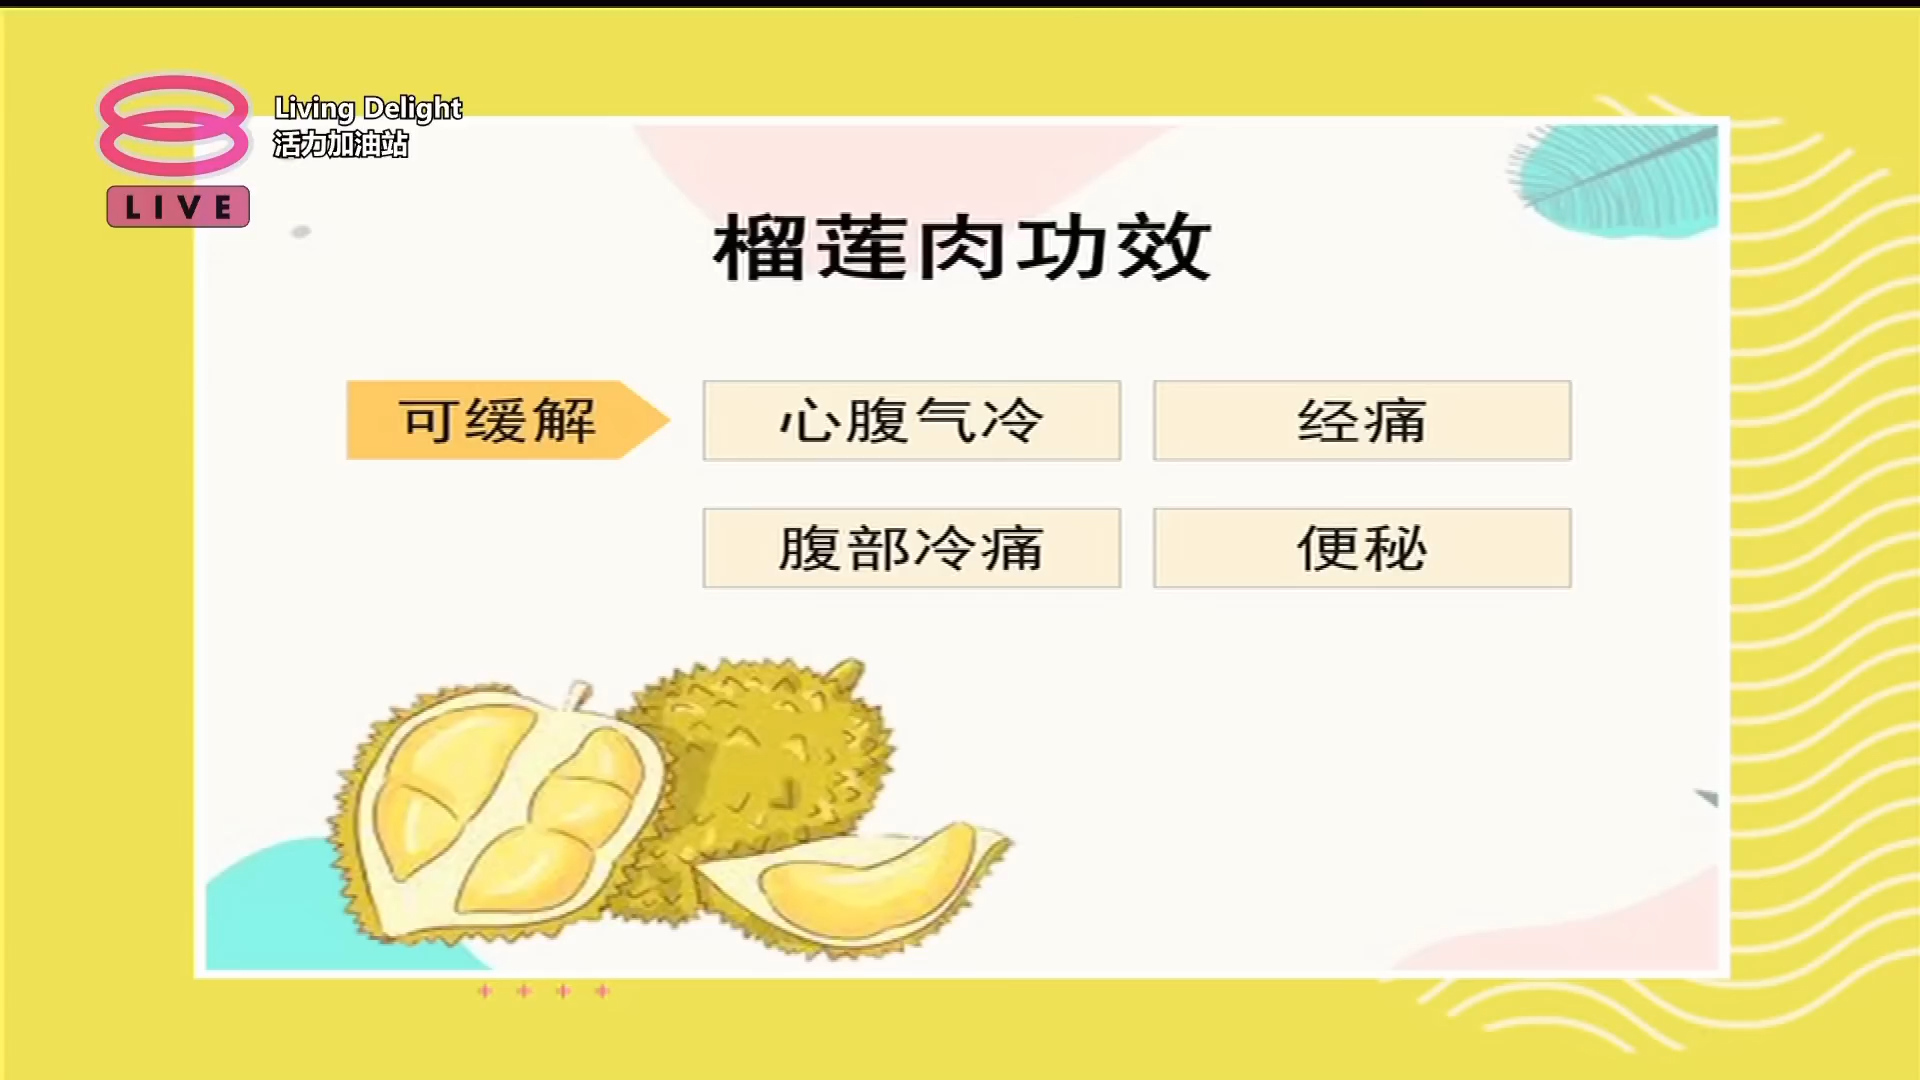 Living Delight
活力加油站
LIVE
榴莲肉功效
可缓解
心腹气冷
经痛
腹部冷痛
便秘